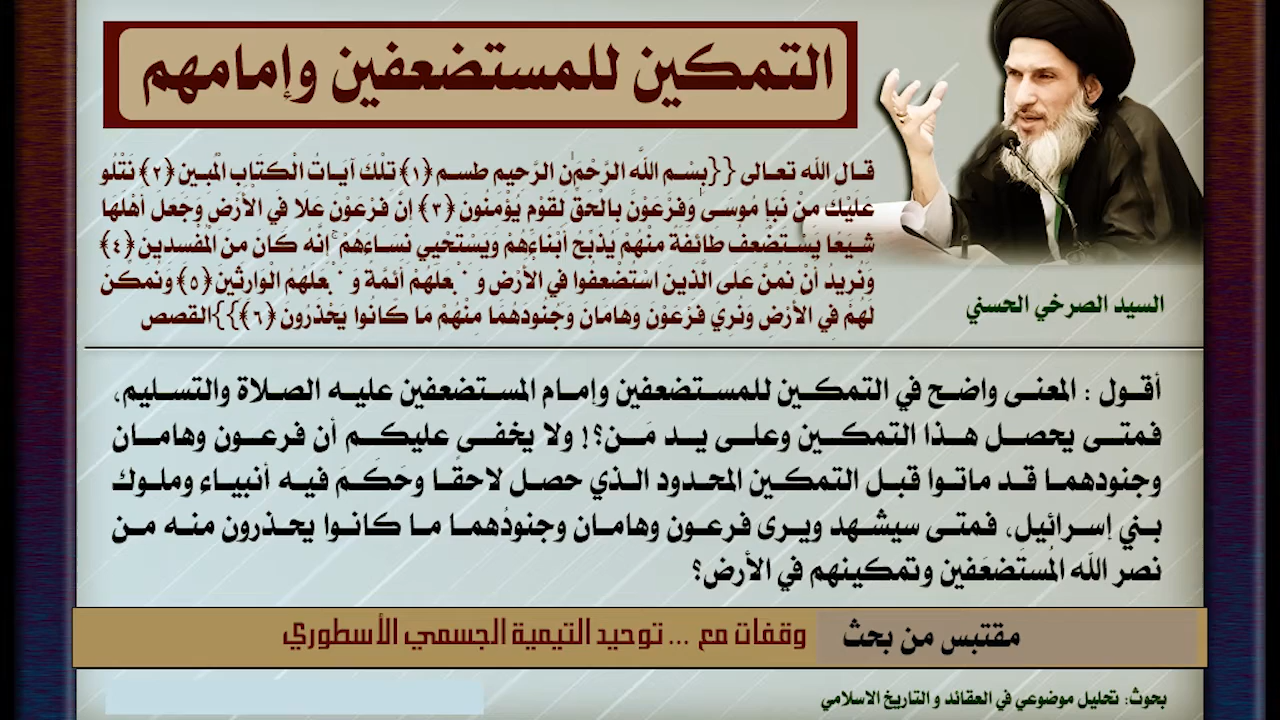 التمكين للمستضعفين وإمامهم
قال الله تعالى {{بِسْمِ اللَّهِ الرَّحْمَٰنِ الرَّحِيمِ طسم ﴿١﴾ تِلْكَ آيَاتُ الْكِتَابِ الْمُبِينِ ﴿٢﴾ نَتْلُو
عَلَيْكَ مِنْ نَبَإِ مُوسَىٰ وَفِرْعَوْنَ بِالْحَقِّ لِقَوْمٍ يُؤْمِنُونَ ﴿٣﴾ إِنَّ فِرْعَوْنَ عَلَا فِي الْأَرْضِ وَجَعَلَ أَهْلَهَا
شِيَعًا يَسْتَضْعِفُ طَائِفَةً مِنْهُمْ يُذَبِّحُ أَبْنَاءَهُمْ وَيَسْتَحْيِي نِسَاءَهُمْ ۚ إِنَّهُ كَانَ مِنَ الْمُفْسِدِينَ ﴿٤﴾
وَنُرِيدُ أَنْ نَمُنَّ عَلَى الَّذِينَ اسْتُضْعِفُوا فِي الْأَرْضِ وَ عَلَهُمْ أَئِمَّةً وَ عَلَهُمُ الْوَارِثِينَ ﴿٥﴾ وَنُمَكِّنَ
لَهُمْ فِي الْأَرْضِ وَنُرِيَ فِرْعَوْنَ وَهَامَانَ وَجُنُودَهُمَا مِنْهُمْ مَا كَانُوا يَحْذَرُونَ ﴿٦﴾}} القصص
السيد الصرخي الحسني
أقول : المعنى واضح في التمكين للمستضعفين وإمام المستضعفين عليه الصلاة والتسليم،
فمتى يحصل هذا التمكين وعلى يد مَن؟! ولا يخفى عليكم أن فرعون وهامان
وجنودهما قد ماتوا قبل التمكين المحدود الذي حصل لاحقًا وحَكَمَ فيه أنبياء وملوك
بني إسرائيل، فمتى سيشهد ويرى فرعون وهامان وجنودُهما ما كانوا يحذرون منه من
نصر الله المُستَضعَفين وتمكينهم في الأرض؟
مقتبس من بحث وقفات مع ... توحيد التيمية الجسمي الأسطوري
بحوث: تحليل موضوعي في العقائد و التاريخ الاسلامي